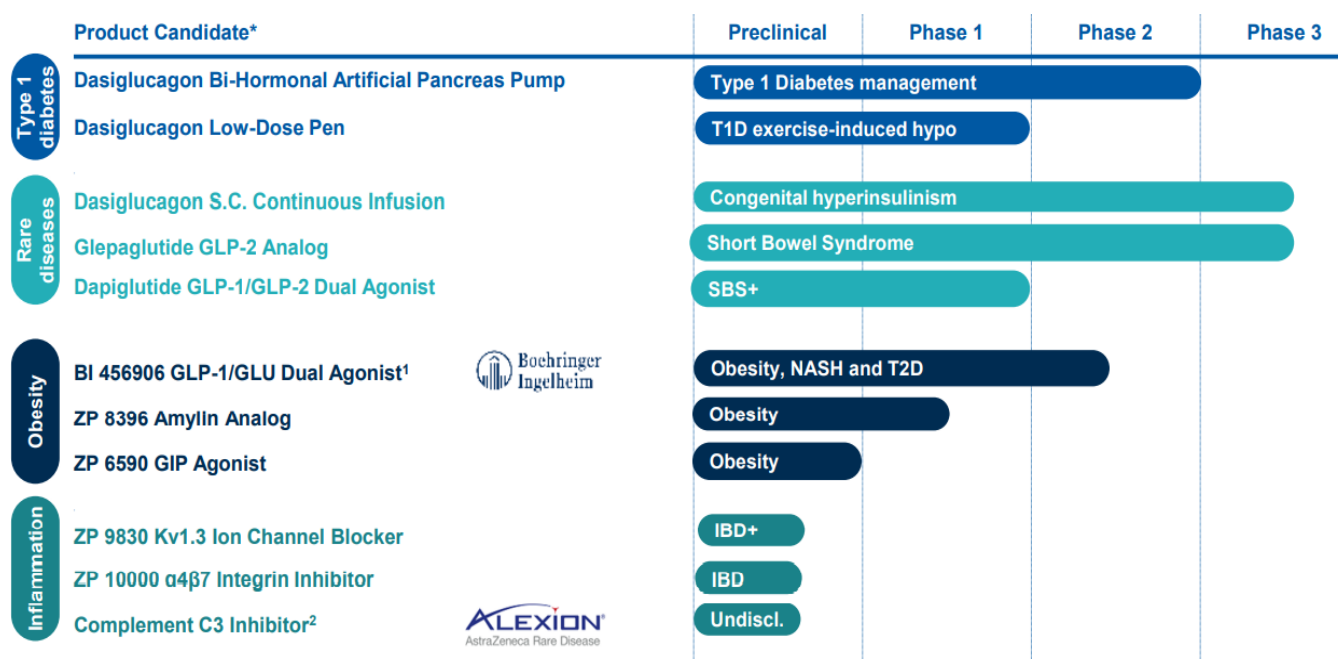 Product Candidate* Preclinical Phase 1 Phase 2 Phase 3
Type 1
diabetes
Dasiglucagon Bi-Hormonal Artificial Pancreas Pump Type 1 Diabetes management
Dasiglucagon Low-Dose Pen T1D exercise-induced hypo
Rare
diseases
Dasiglucagon S.C. Continuous Infusion Congenital hyperinsulinism
Glepaglutide GLP-2 Analog Short Bowel Syndrome
Dapiglutide GLP-1/GLP-2 Dual Agonist SBS+
Obesity
BI 456906 GLP-1/GLU Dual Agonist¹ Boehringer Ingelheim Obesity, NASH and T2D
ZP 8396 Amylin Analog Obesity
ZP 6590 GIP Agonist Obesity
Inflammation
ZP 9830 Kv1.3 Ion Channel Blocker IBD+
ZP 10000 α4β7 Integrin Inhibitor IBD
Complement C3 Inhibitor² ALEXION® Undiscl.
AstraZeneca Rare Disease